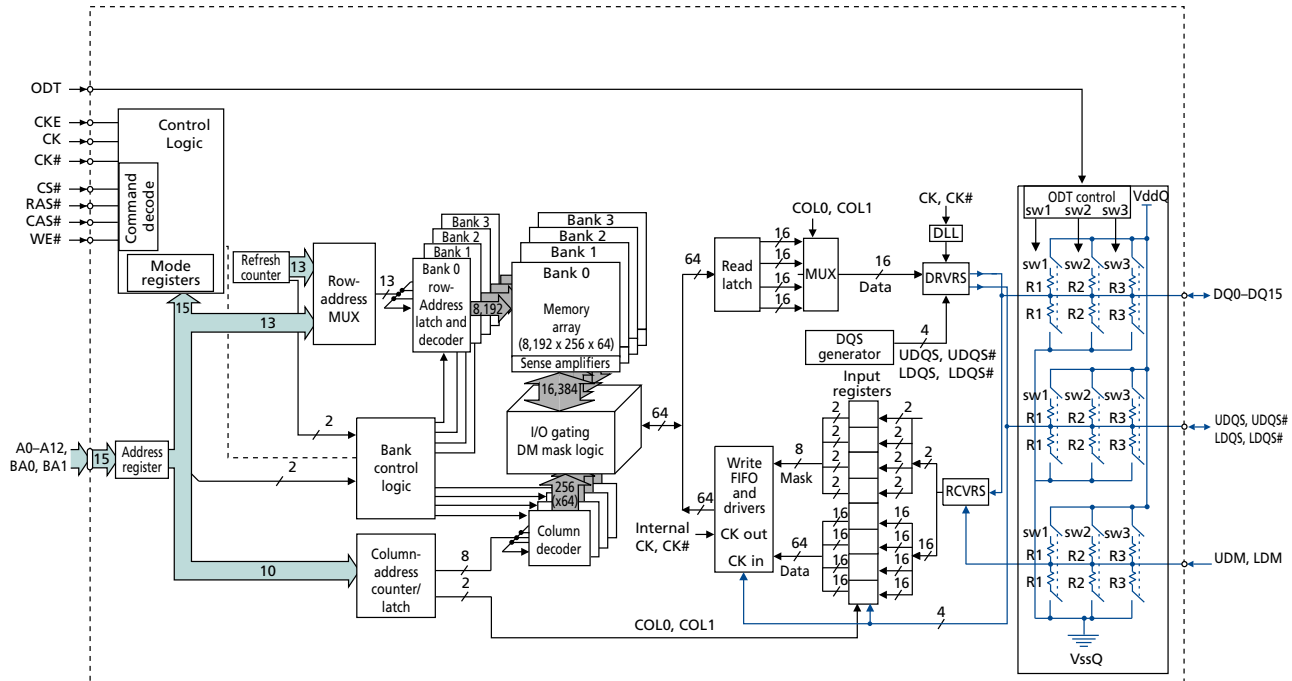 ODT
CKE
CK
CK#
CS#
RAS#
CAS#
WE#
Control
Logic
Command
decode
Mode
registers
15
Refresh
counter
13
13
Row-
address
MUX
13
Bank 3
Bank 2
Bank 1
Bank 0
row-
Address
latch and
decoder
8,192
Bank 3
Bank 2
Bank 1
Bank 0
Memory
array
(8,192 x 256 x 64)
Sense amplifiers
16,384
I/O gating
DM mask logic
256
(x64)
Column
decoder
A0–A12,
BA0, BA1
15
Address
register
2
2
Bank
control
logic
10
Column-
address
counter/
latch
8
2
COL0, COL1
64
64
Read
latch
16
16
16
16
COL0, COL1
MUX
16
Data
CK, CK#
DLL
DRVRS
DQS
generator
4
UDQS, UDQS#
LDQS, LDQS#
Input
registers
2
2
2
2
2
2
2
2
2
8
Mask
64
Write
FIFO
and
drivers
CK out
CK in
Internal
CK, CK#
64
Data
16
16
16
16
16
16
16
16
16
RCVRS
4
ODT control
VddQ
sw1 sw2 sw3
sw1 sw2 sw3
R1 R2 R3
R1 R2 R3
sw1 sw2 sw3
R1 R2 R3
R1 R2 R3
sw1 sw2 sw3
R1 R2 R3
R1 R2 R3
VssQ
DQ0–DQ15
UDQS, UDQS#
LDQS, LDQS#
UDM, LDM